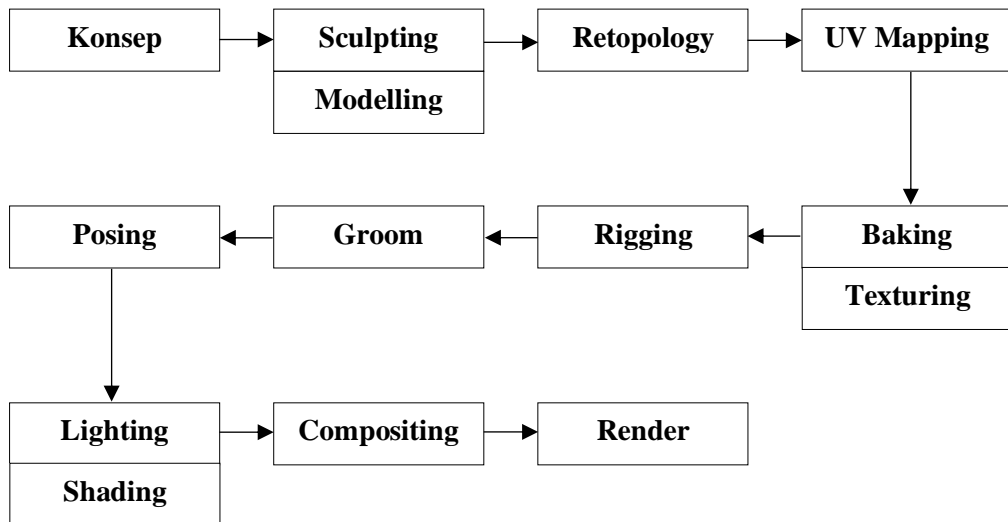 Konsep
Sculpting
Modelling
Retopology
UV Mapping
Baking
Texturing
Rigging
Groom
Posing
Lighting
Shading
Compositing
Render